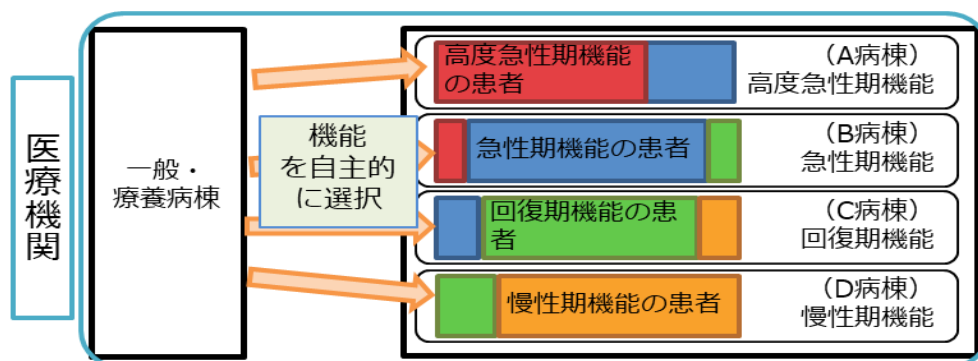 医療機関
一般・
療養病棟
機能
を自主的
に選択
高度急性期機能
の患者
（A病棟）
高度急性期機能
急性期機能の患者
（B病棟）
急性期機能
回復期機能の患
者
（C病棟）
回復期機能
慢性期機能の患者
（D病棟）
慢性期機能